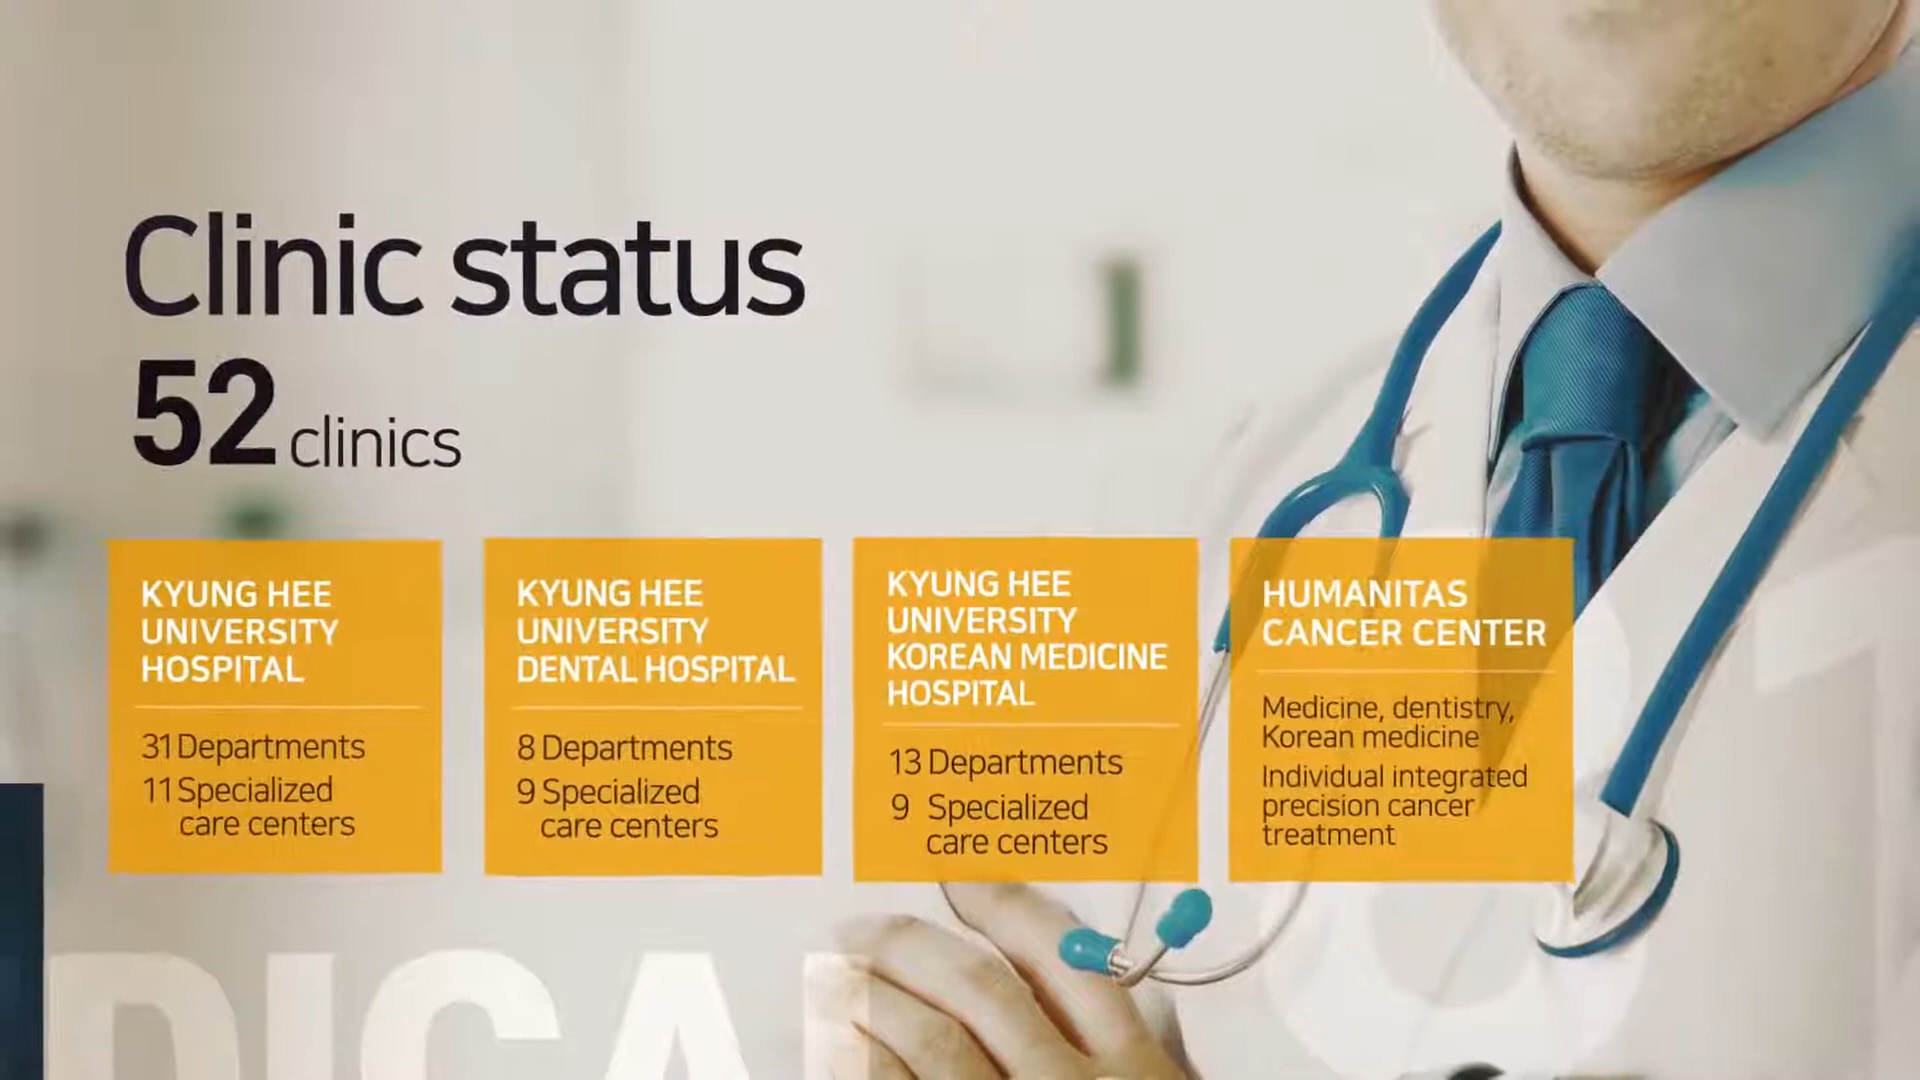 Clinic status
52 clinics
KYUNG HEE
UNIVERSITY
HOSPITAL
31 Departments
11 Specialized
care centers
KYUNG HEE
UNIVERSITY
DENTAL HOSPITAL
8 Departments
9 Specialized
care centers
KYUNG HEE
UNIVERSITY
KOREAN MEDICINE
HOSPITAL
13 Departments
9 Specialized
care centers
HUMANITAS
CANCER CENTER
Medicine, dentistry,
Korean medicine
Individual integrated
precision cancer
treatment